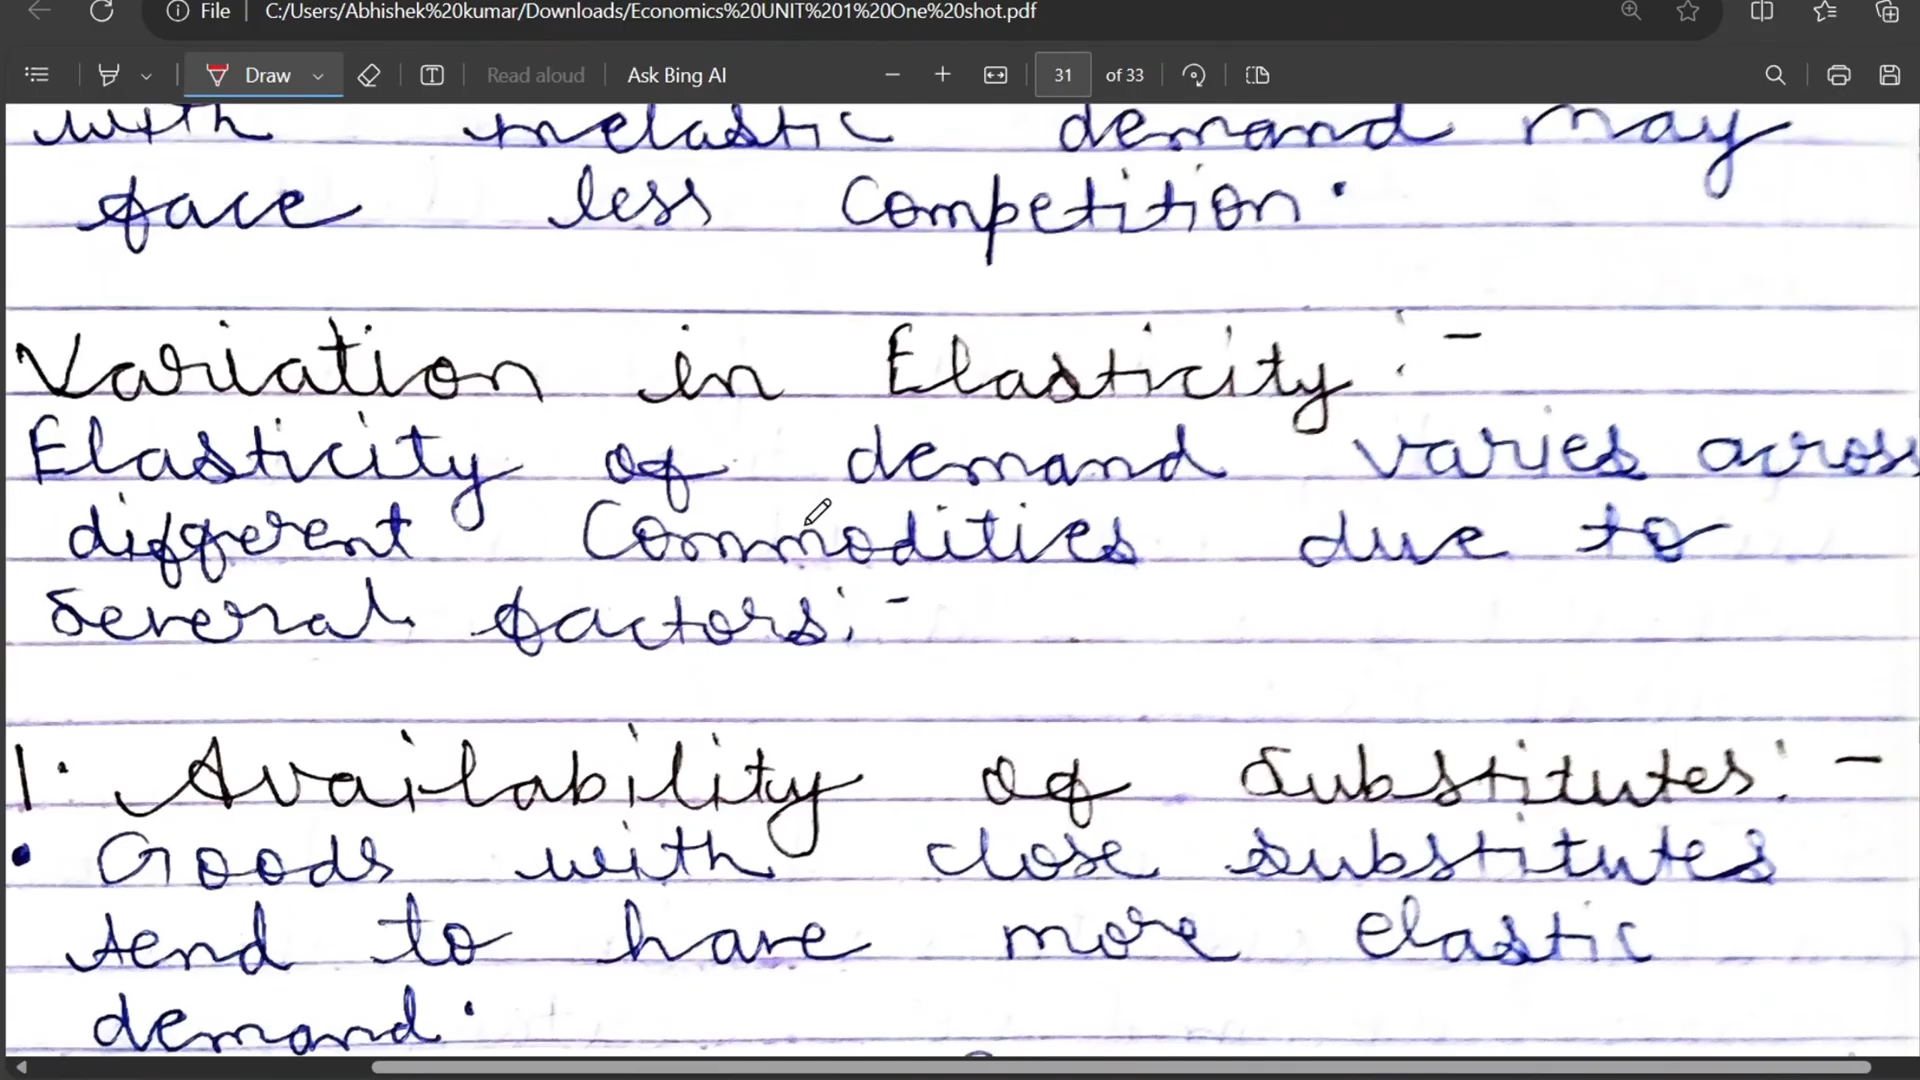 File
C:/Users/Abhishek%20kumar/Downloads/Economics%20UNIT%201%20One%20shot.pdf
Draw
Read aloud
Ask Bing AI
31 of 33
with inelastic demand may
face less Competition.
Variation in Elasticity :-
Elasticity of demand varies across
different Commodities due to
Several factors:-
1. Availability of Substitutes:-
• Goods with close substitutes
tend to have more elastic
demand.